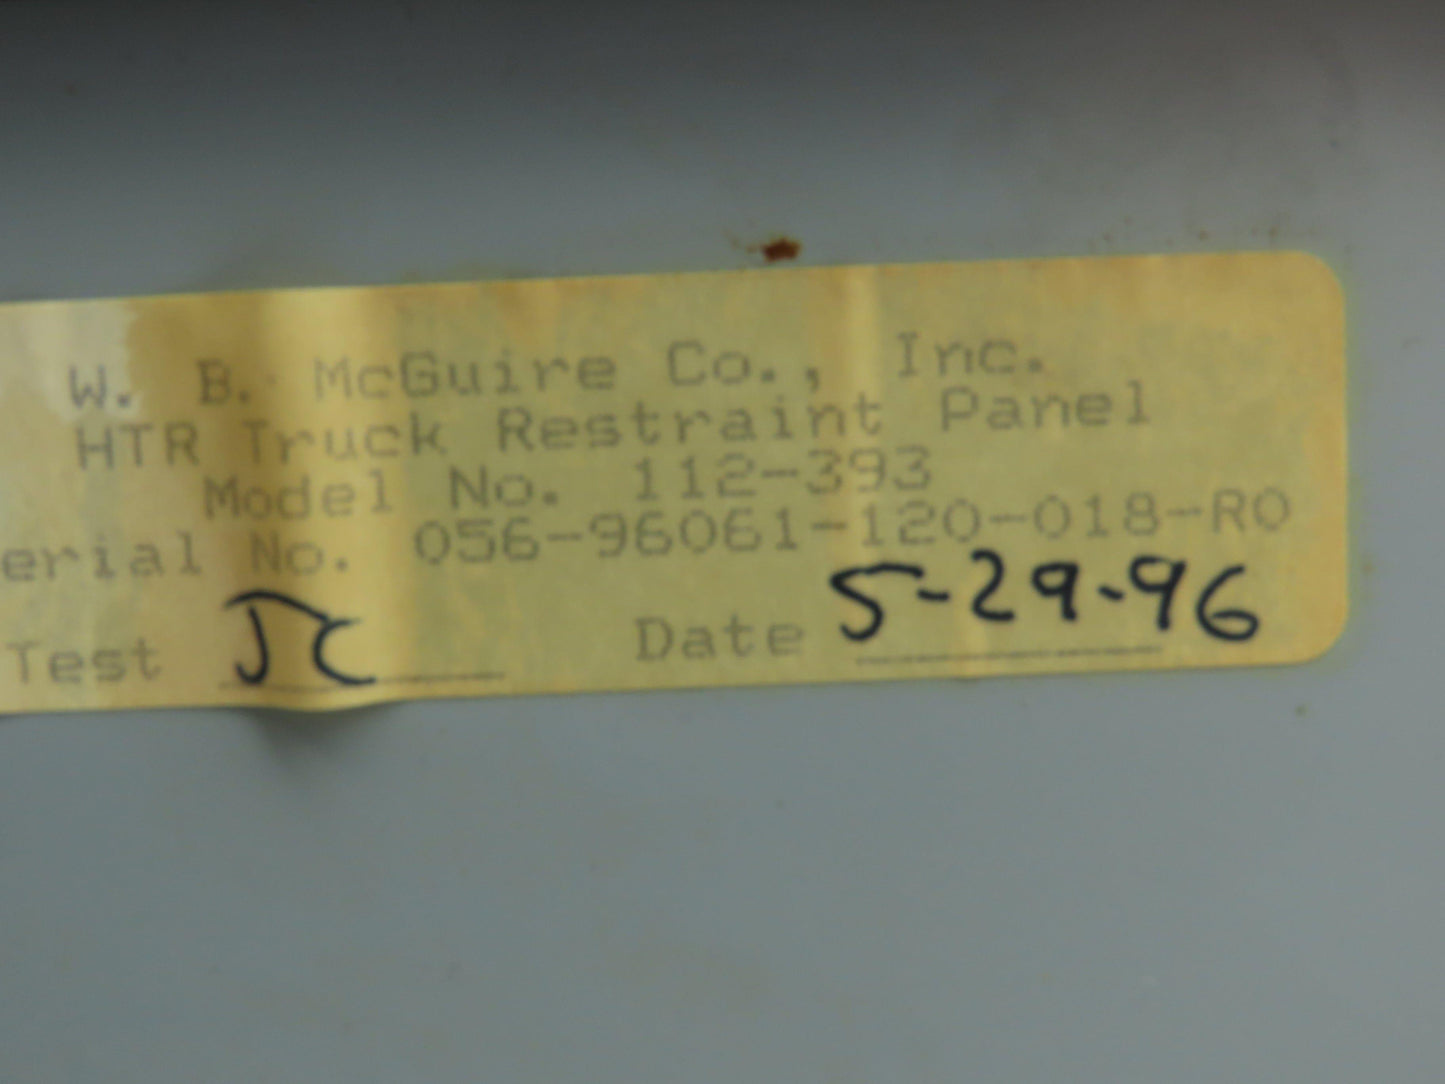 W. B. McGuire Co., Inc.
HTR Truck Restraint Panel
Model No. 112-393
erial No. 056-96061-120-018-R0
Test JC Date 5-29-96